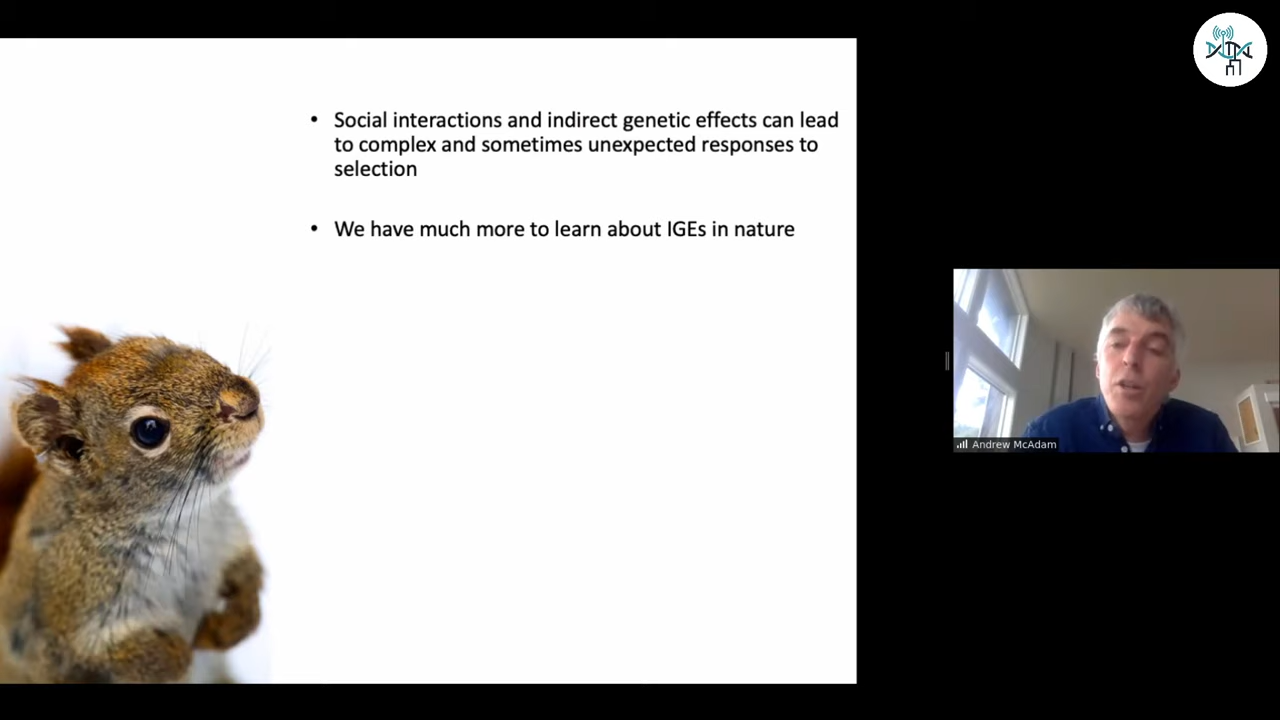 • Social interactions and indirect genetic effects can lead
to complex and sometimes unexpected responses to
selection
• We have much more to learn about IGEs in nature
Andrew McAdam